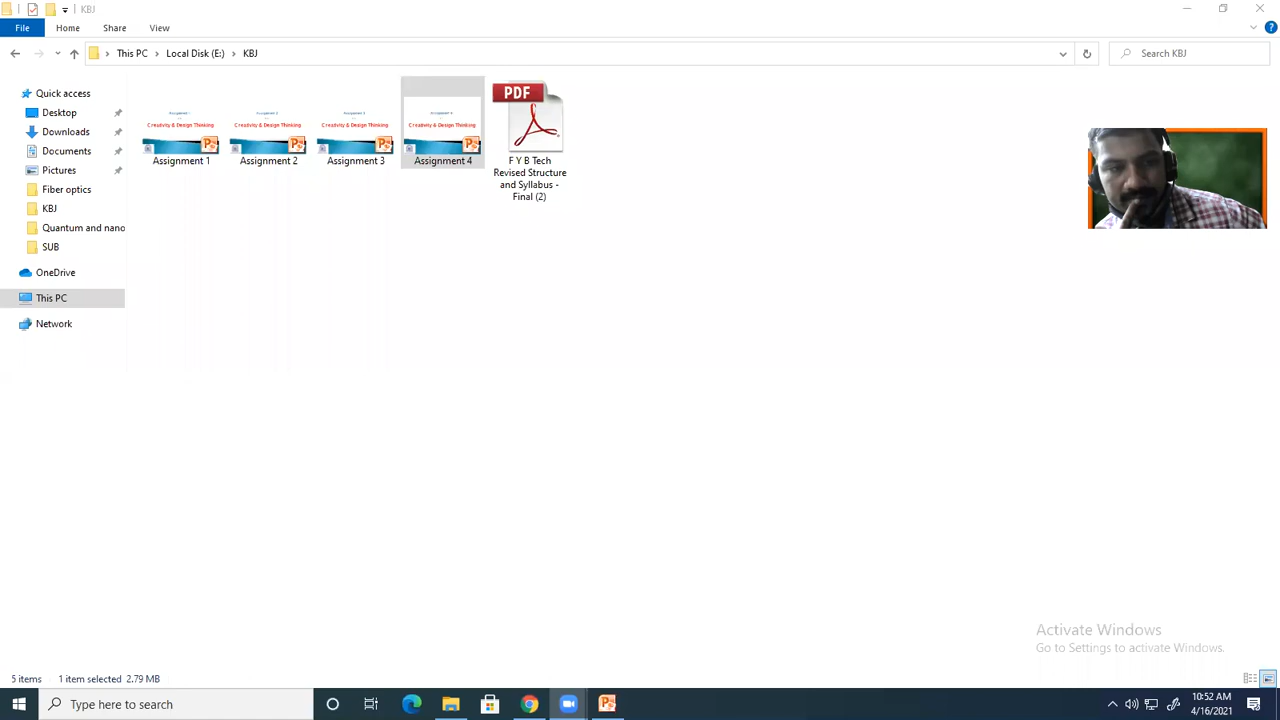 KBJ
File
Home
Share
View
This PC
Local Disk (E:)
KBJ
Search KBJ
Quick access
Desktop
Downloads
Documents
Pictures
Fiber optics
KBJ
Quantum and nano
SUB
OneDrive
This PC
Network
Creativity & Design Thinking
Assignment 1
Creativity & Design Thinking
Assignment 2
Creativity & Design Thinking
Assignment 3
Creativity & Design Thinking
Assignment 4
PDF
F Y B Tech
Revised Structure
and Syllabus -
Final (2)
Activate Windows
Go to Settings to activate Windows.
5 items
1 item selected 2.79 MB
Type here to search
10:52 AM
4/16/2021